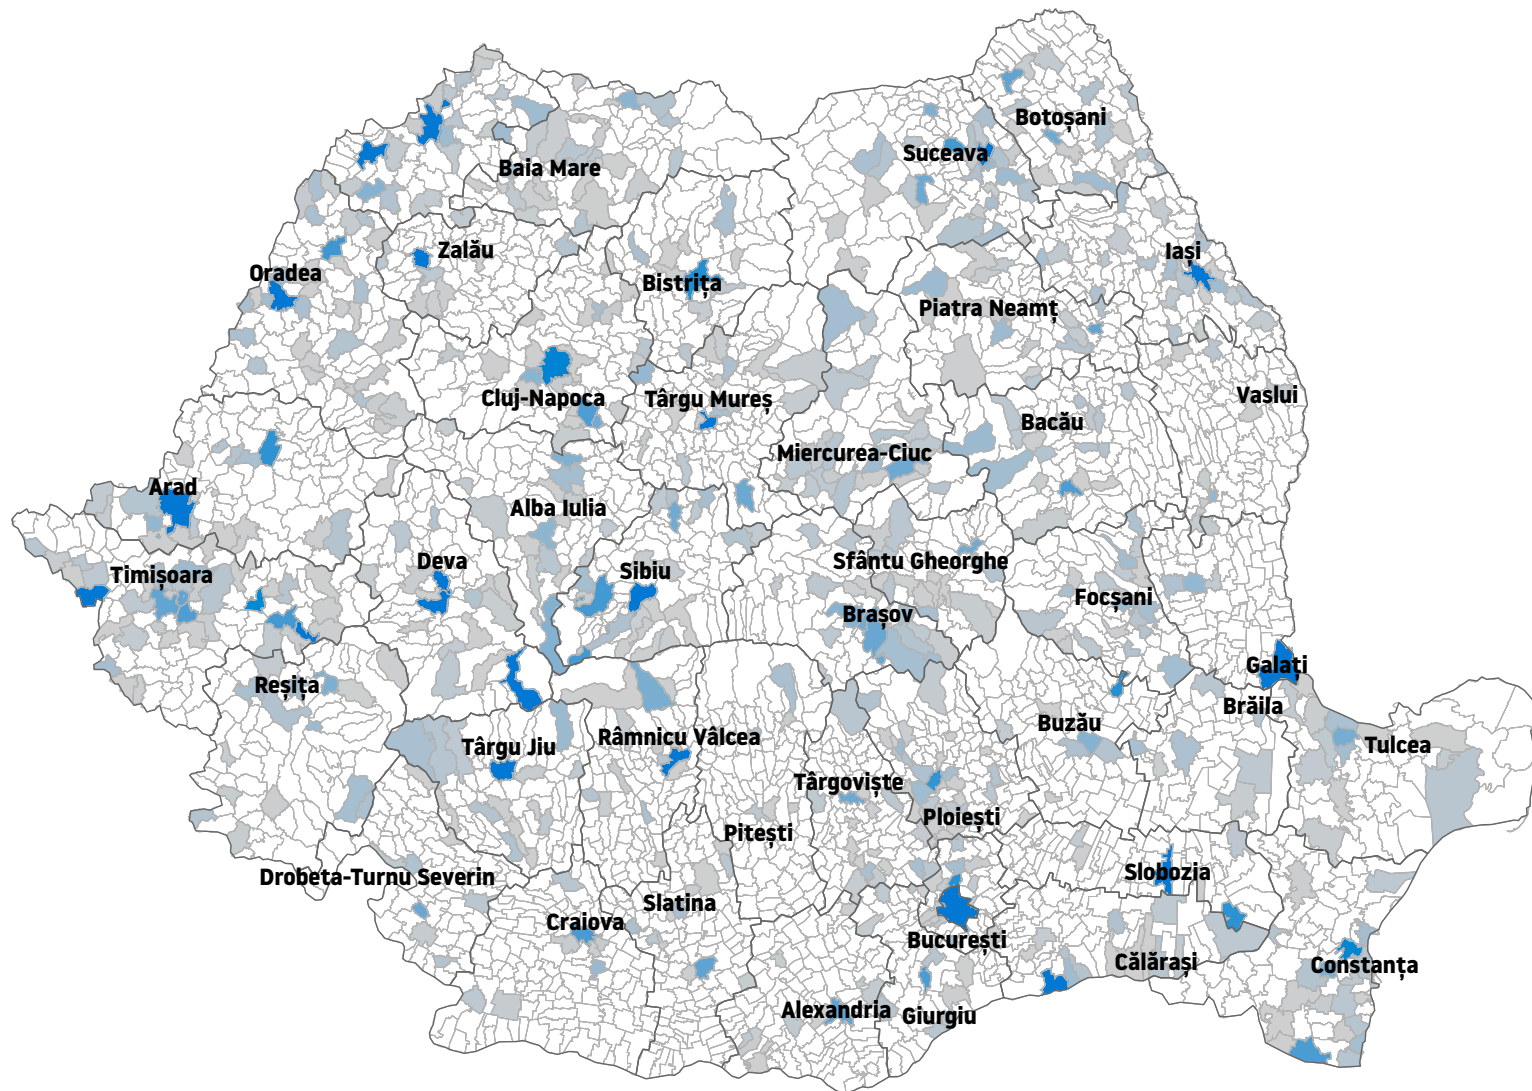 Botoșani
Suceava
Baia Mare
Zalău
Iași
Oradea
Bistrița
Piatra Neamț
Cluj-Napoca
Târgu Mureș
Vaslui
Bacău
Miercurea-Ciuc
Arad
Alba Iulia
Deva
Sfântu Gheorghe
Timișoara
Sibiu
Focșani
Brașov
Galați
Reșița
Brăila
Buzău
Râmnicu Vâlcea
Târgu Jiu
Tulcea
Târgoviște
Ploiești
Pitești
Slobozia
Drobeta-Turnu Severin
Slatina
Craiova
București
Călărași
Constanța
Alexandria
Giurgiu